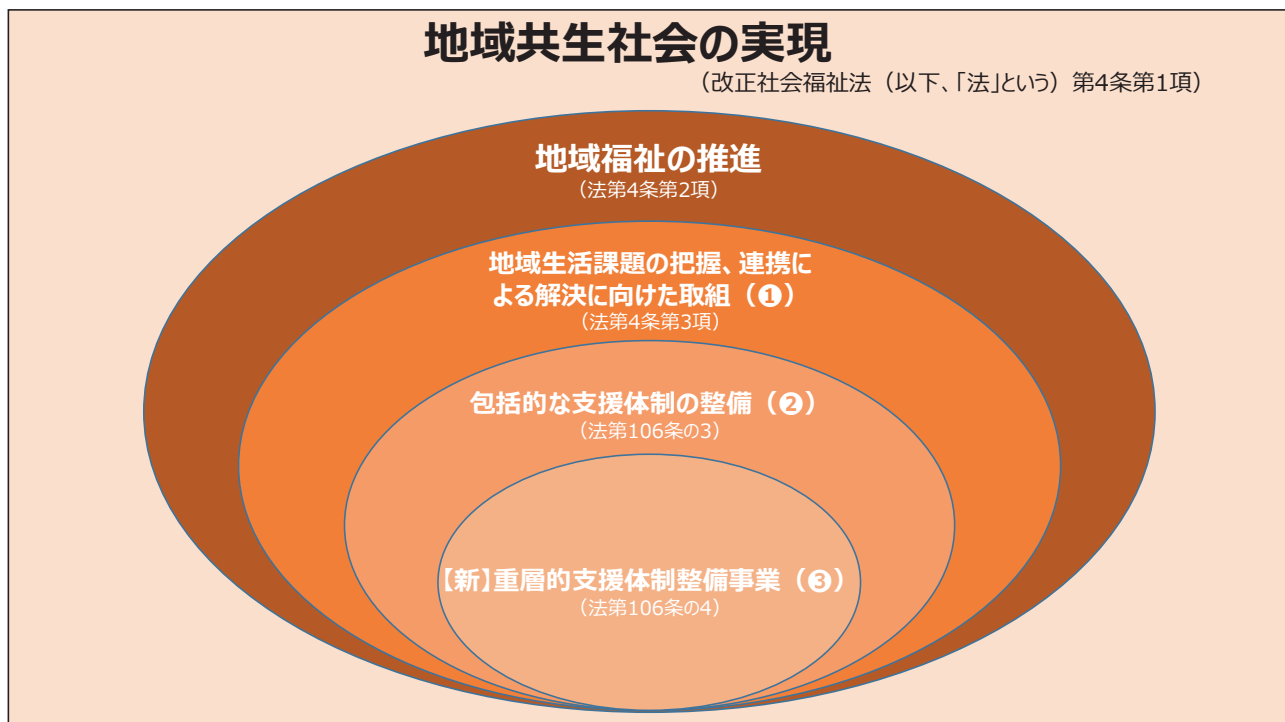 地域共生社会の実現
（改正社会福祉法（以下、「法」という）第4条第1項）
地域福祉の推進
（法第4条第2項）
地域生活課題の把握、連携に
よる解決に向けた取組（❶）
（法第4条第3項）
包括的な支援体制の整備（❷）
（法第106条の3）
【新】重層的支援体制整備事業（❸）
（法第106条の4）